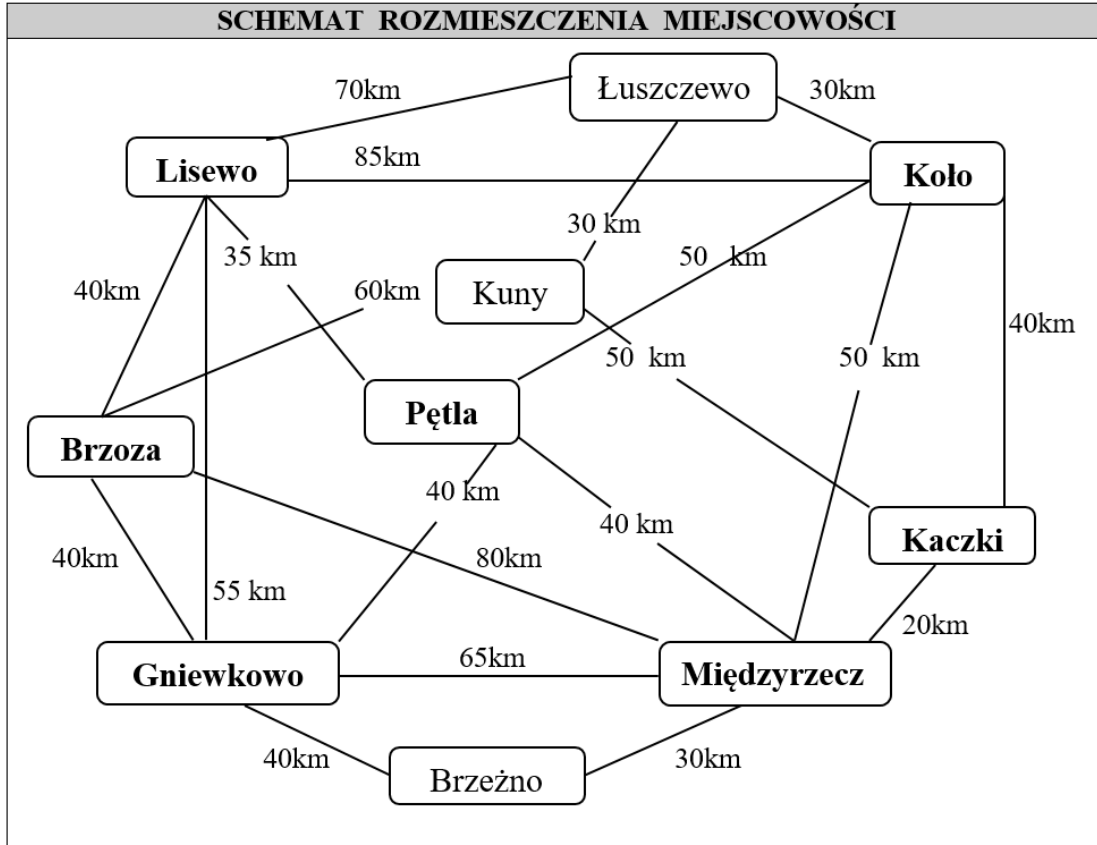 SCHEMAT ROZMIESZCZENIA MIEJSCOWOŚCI
Łuszczewo
70km
30km
Lisewo
85km
Koło
30 km
35 km
50 km
40km
60km
Kuny
40km
50 km
50 km
Pętla
Brzoza
40 km
40 km
Kaczki
40km
80km
55 km
20km
Gniewkowo
65km
Międzyrzecz
40km
Brzeżno
30km